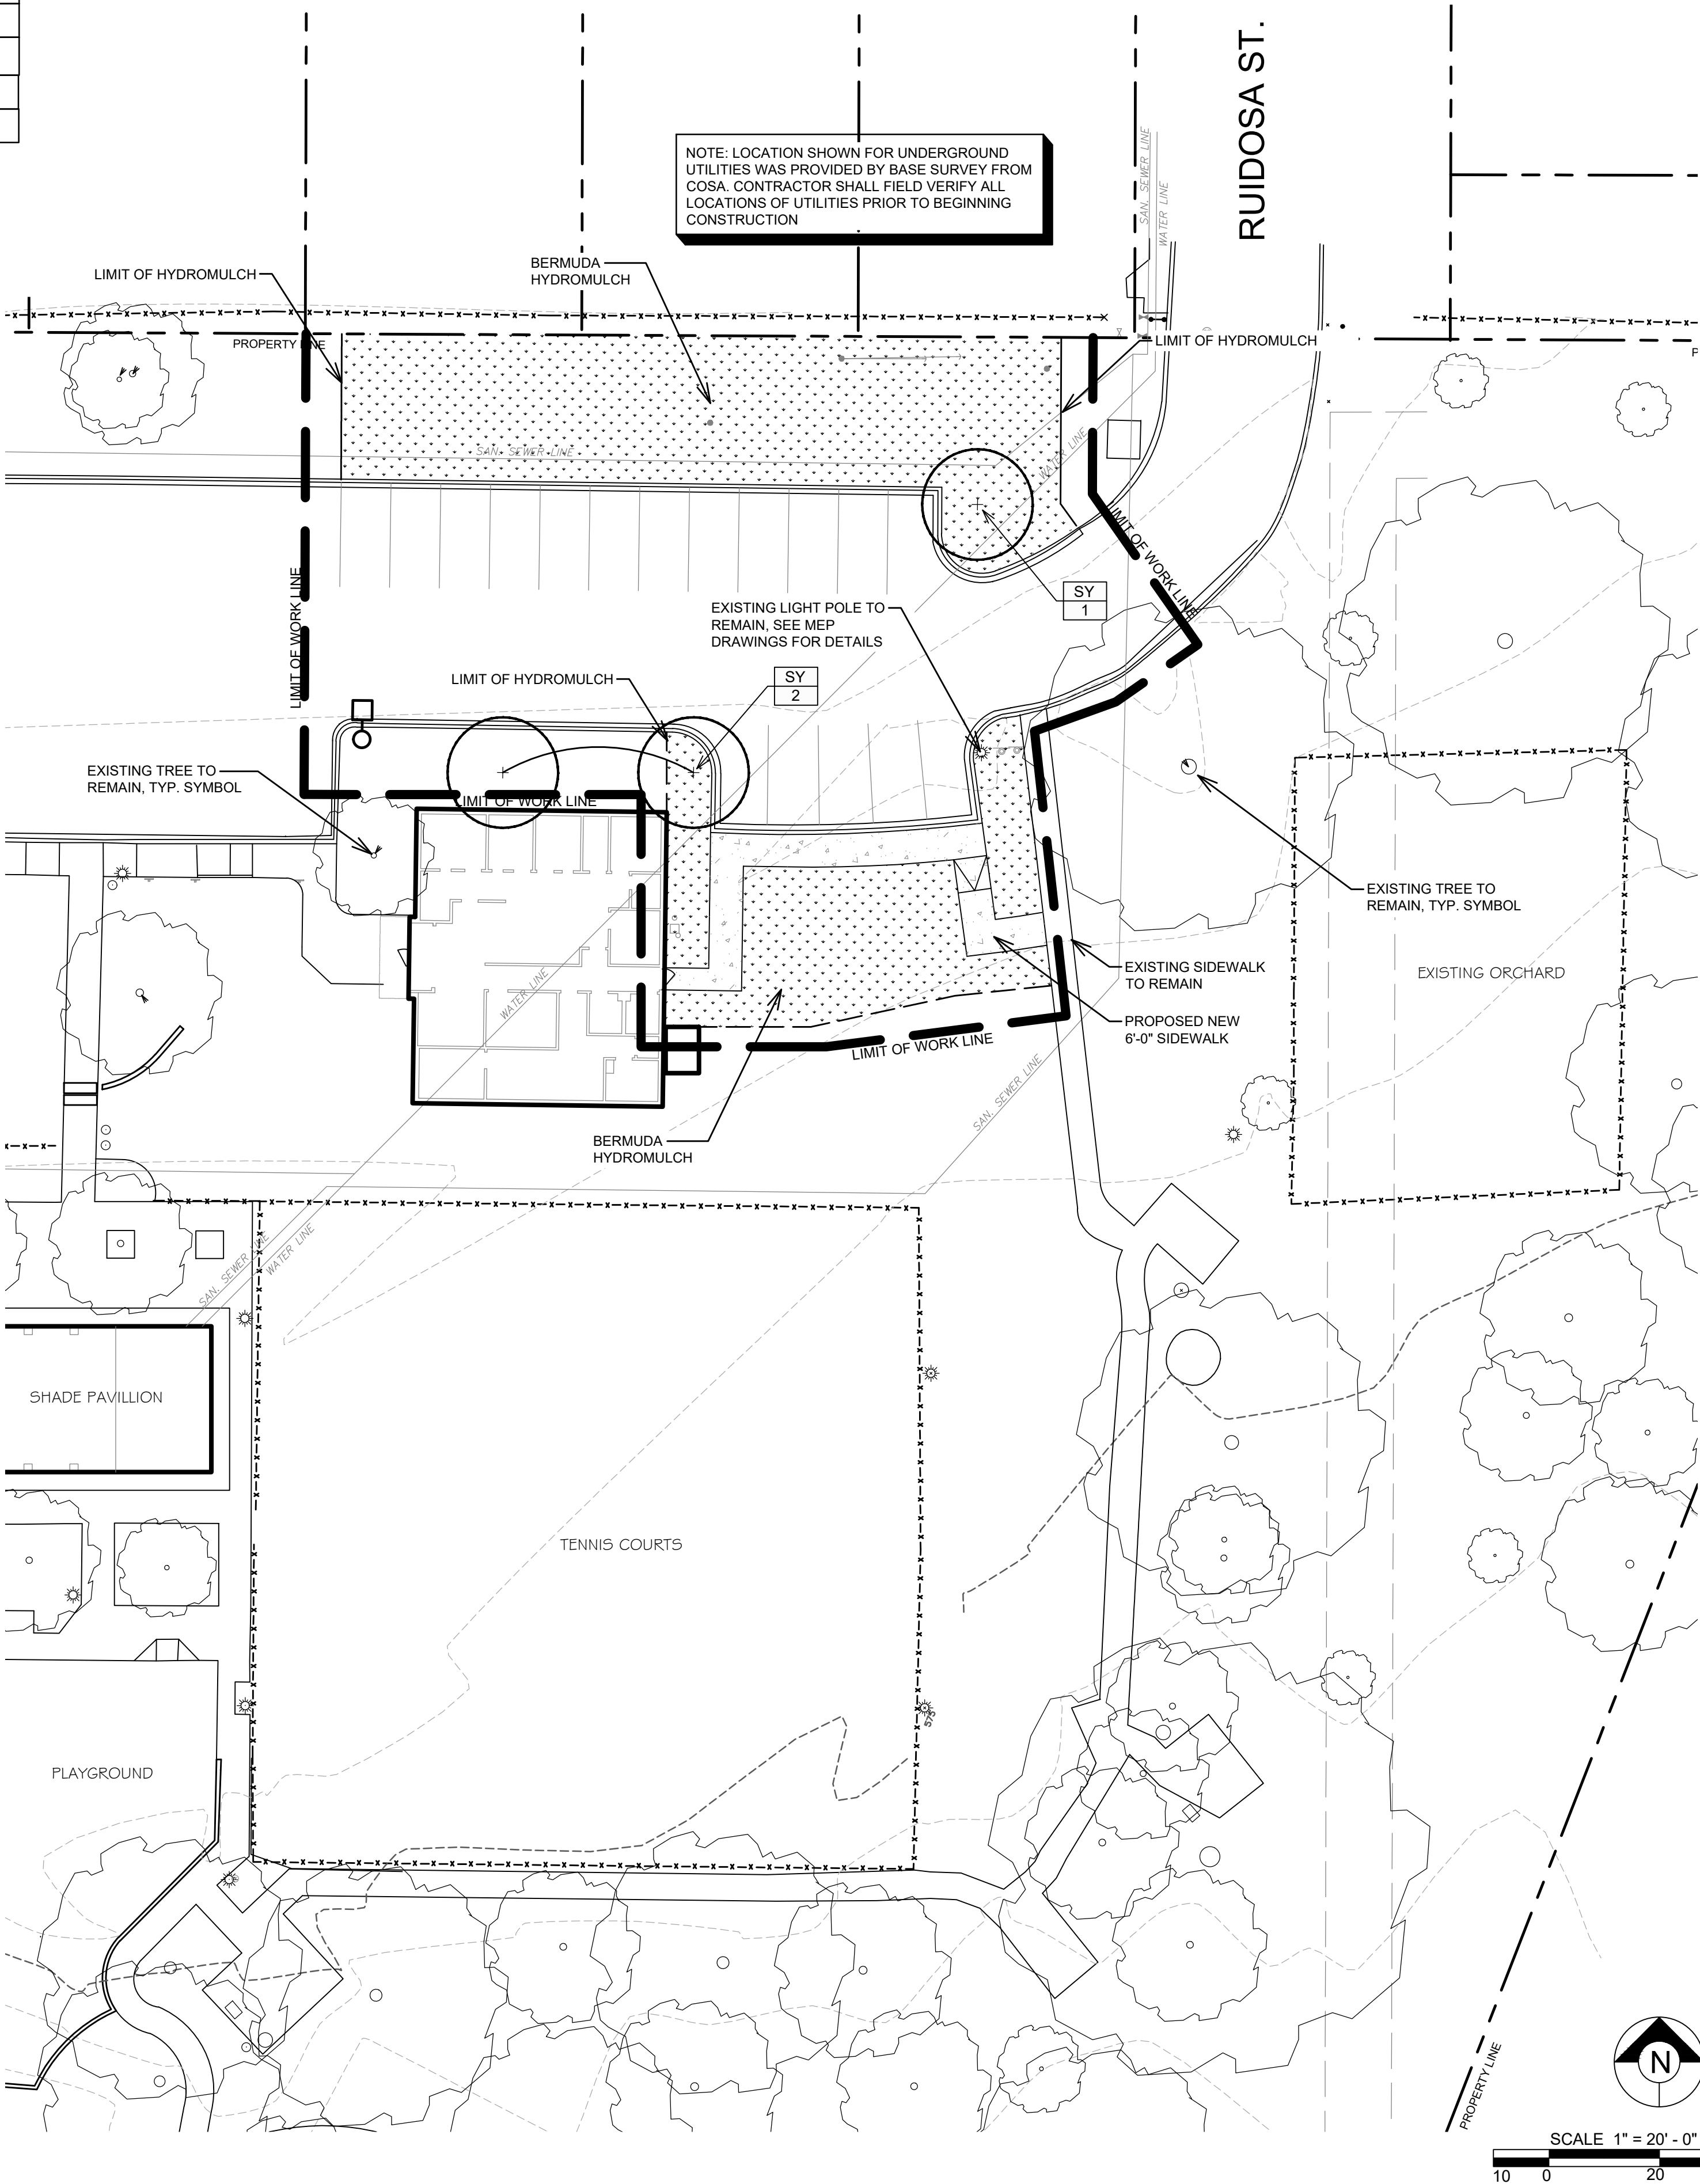 RUIDOSA ST.
SAN. SEWER LINE
WATER LINE
NOTE: LOCATION SHOWN FOR UNDERGROUND
UTILITIES WAS PROVIDED BY BASE SURVEY FROM
COSA. CONTRACTOR SHALL FIELD VERIFY ALL
LOCATIONS OF UTILITIES PRIOR TO BEGINNING
CONSTRUCTION
LIMIT OF HYDROMULCH
BERMUDA
HYDROMULCH
PROPERTY LINE
LIMIT OF HYDROMULCH
P
SAN. SEWER LINE
WATER LINE
LIMIT OF WORK LINE
LIMIT OF WORK LINE
SY
1
EXISTING LIGHT POLE TO
REMAIN, SEE MEP
DRAWINGS FOR DETAILS
LIMIT OF HYDROMULCH
SY
2
EXISTING TREE TO
REMAIN, TYP. SYMBOL
LIMIT OF WORK LINE
EXISTING TREE TO
REMAIN, TYP. SYMBOL
EXISTING SIDEWALK
TO REMAIN
EXISTING ORCHARD
WATER LINE
PROPOSED NEW
6'-0" SIDEWALK
LIMIT OF WORK LINE
SAN. SEWER LINE
BERMUDA
HYDROMULCH
SAN. SEWER LINE
WATER LINE
SHADE PAVILLION
TENNIS COURTS
575
PLAYGROUND
PROPERTY LINE
N
SCALE 1" = 20' - 0"
10 0 20